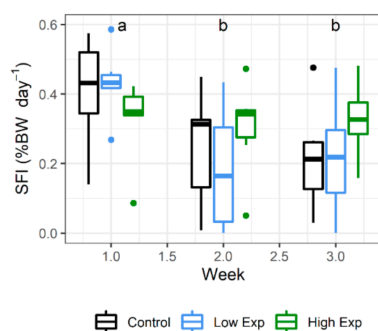 a b b
0.6
0.4
0.2
0.0
SFI (%BW day⁻¹)
1.0 1.5 2.0 2.5 3.0
Week
Control Low Exp High Exp